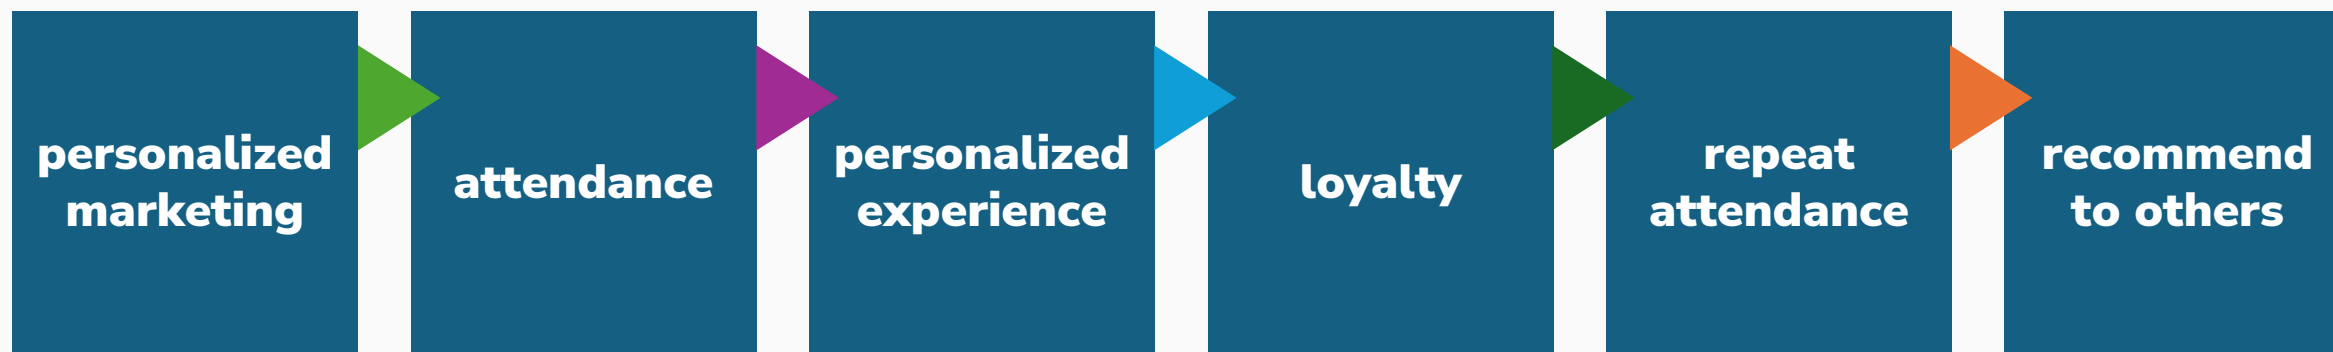 personalized
marketing
attendance
personalized
experience
loyalty
repeat
attendance
recommend
to others